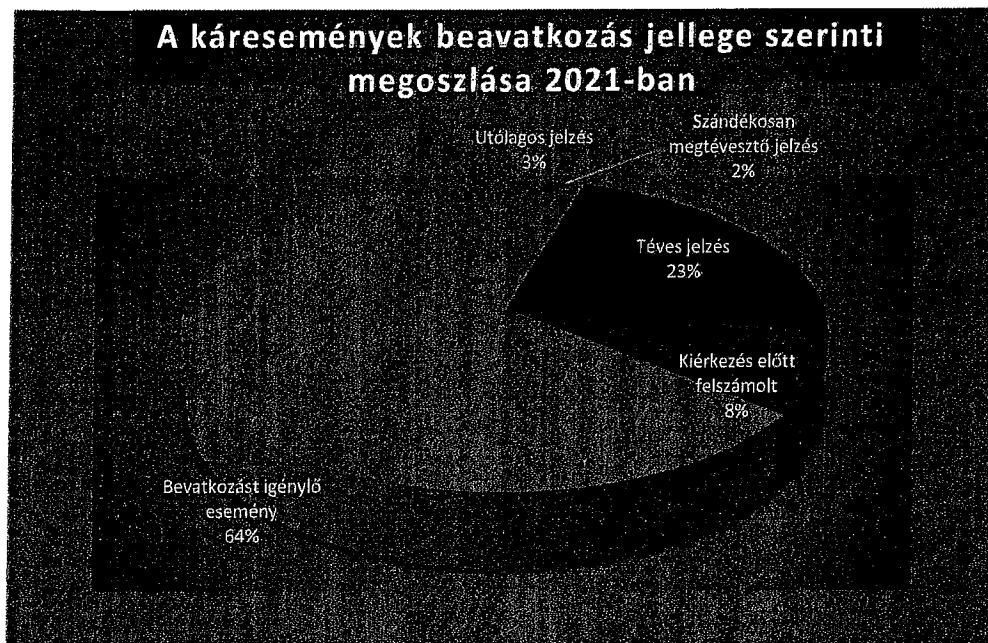 A káresemények beavatkozás jellege szerinti
megoszlása 2021-ban
Utólagos jelzés
3%
Szándékosan
megtévesztő jelzés
2%
Téves jelzés
23%
Kiérkezés előtt
felszámolt
8%
Bevatkozást igénylő
esemény
64%